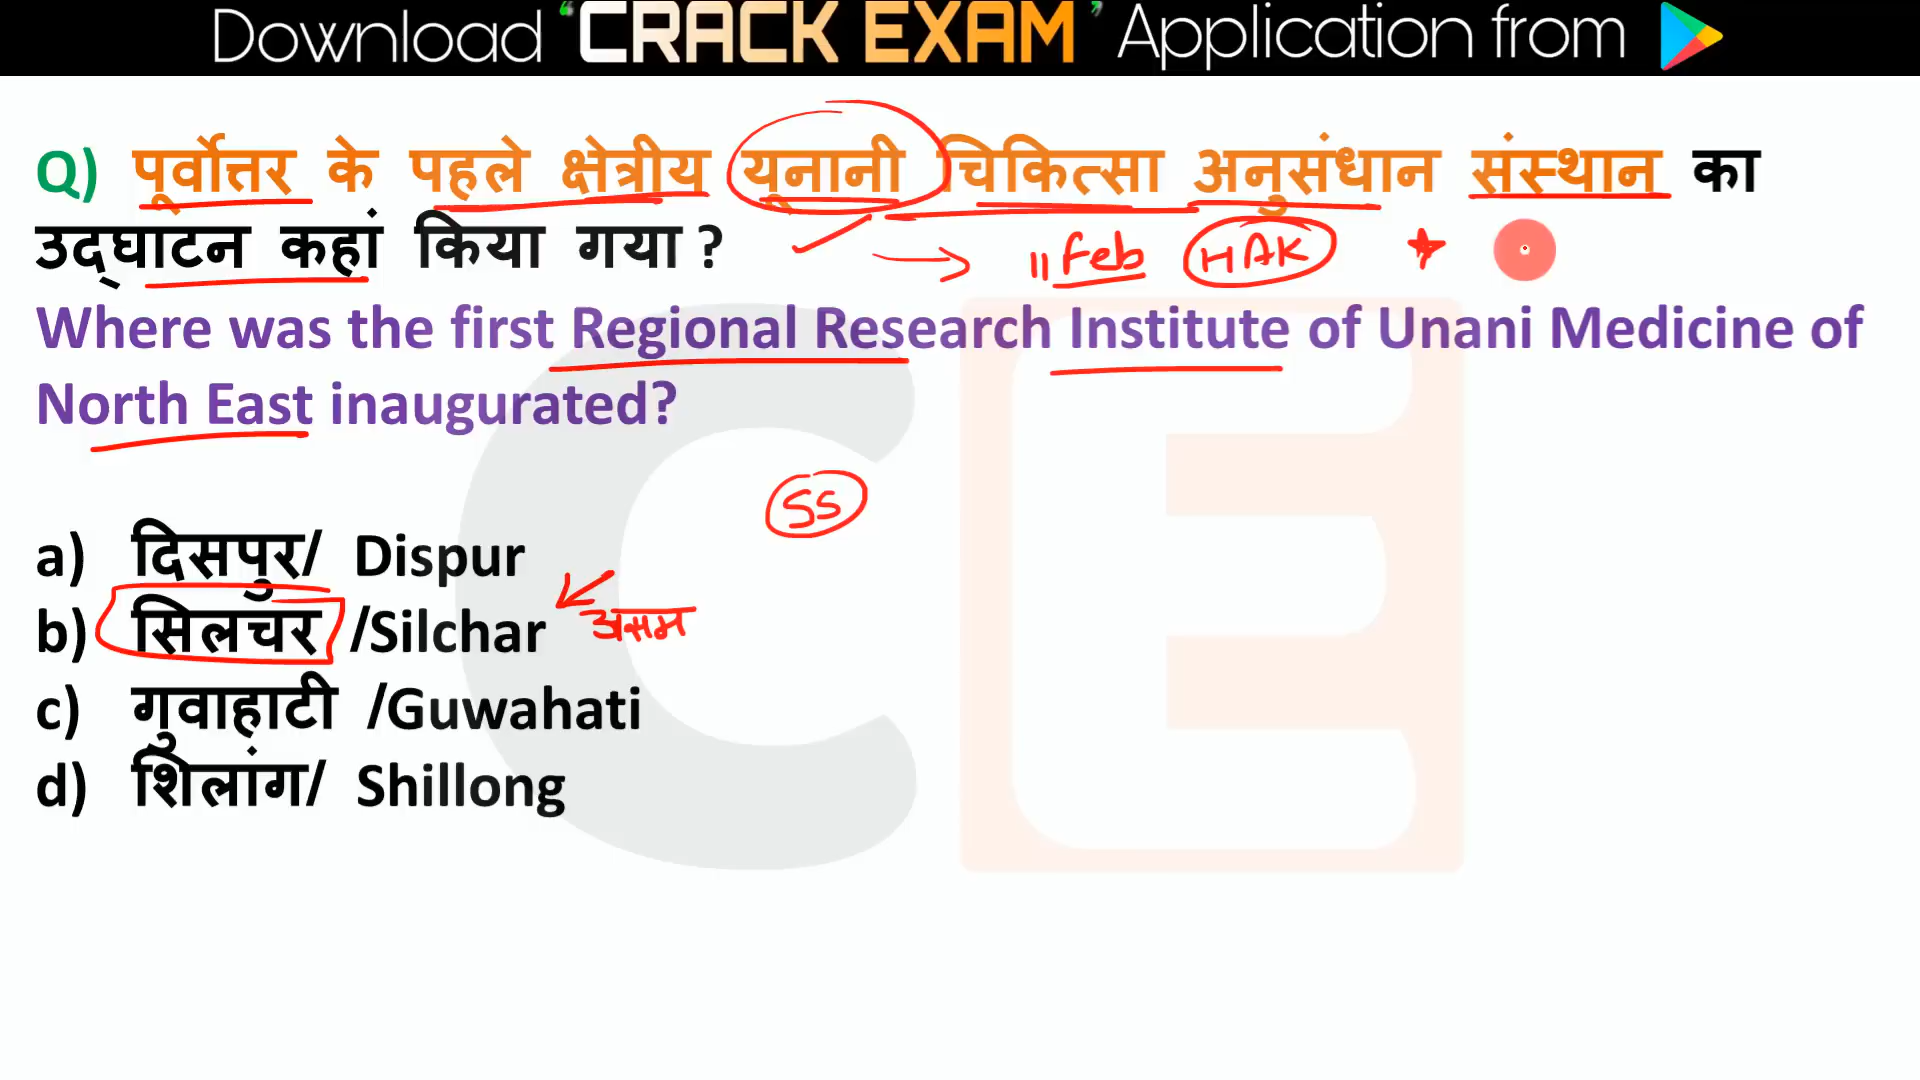 Download 'CRACK EXAM' Application from
Q) पूर्वोत्तर के पहले क्षेत्रीय यूनानी चिकित्सा अनुसंधान संस्थान का
उद्घाटन कहां किया गया ?
11 Feb HAK
Where was the first Regional Research Institute of Unani Medicine of
North East inaugurated?
SS
a) दिसपुर/ Dispur
b) सिलचर /Silchar असम
c) गुवाहाटी /Guwahati
d) शिलांग/ Shillong
CE